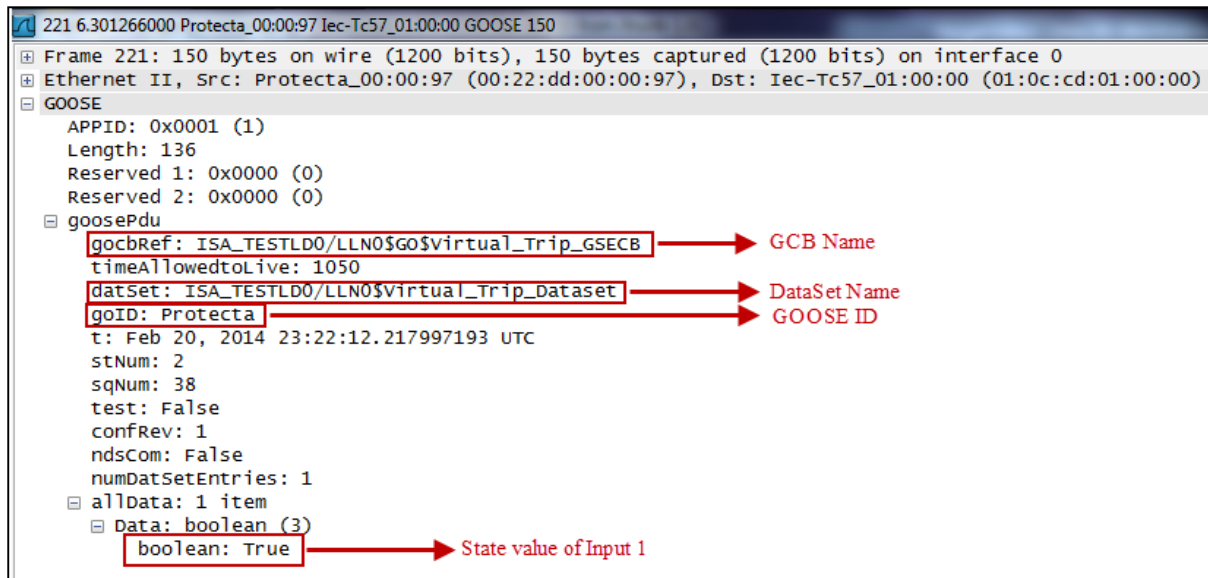 221 6.301266000 Protecta_00:00:97 Iec-Tc57_01:00:00 GOOSE 150
Frame 221: 150 bytes on wire (1200 bits), 150 bytes captured (1200 bits) on interface 0
Ethernet II, Src: Protecta_00:00:97 (00:22:dd:00:00:97), Dst: Iec-Tc57_01:00:00 (01:0c:cd:01:00:00)
GOOSE
APPID: 0x0001 (1)
Length: 136
Reserved 1: 0x0000 (0)
Reserved 2: 0x0000 (0)
goosePdu
gocbRef: ISA_TESTLD0/LLN0$GO$Virtual_Trip_GSECB GCB Name
timeAllowedtoLive: 1050
datSet: ISA_TESTLD0/LLN0$Virtual_Trip_Dataset DataSet Name
goID: Protecta GOOSE ID
t: Feb 20, 2014 23:22:12.217997193 UTC
stNum: 2
sqNum: 38
test: False
confRev: 1
ndsCom: False
numDatSetEntries: 1
allData: 1 item
Data: boolean (3)
boolean: True State value of Input 1